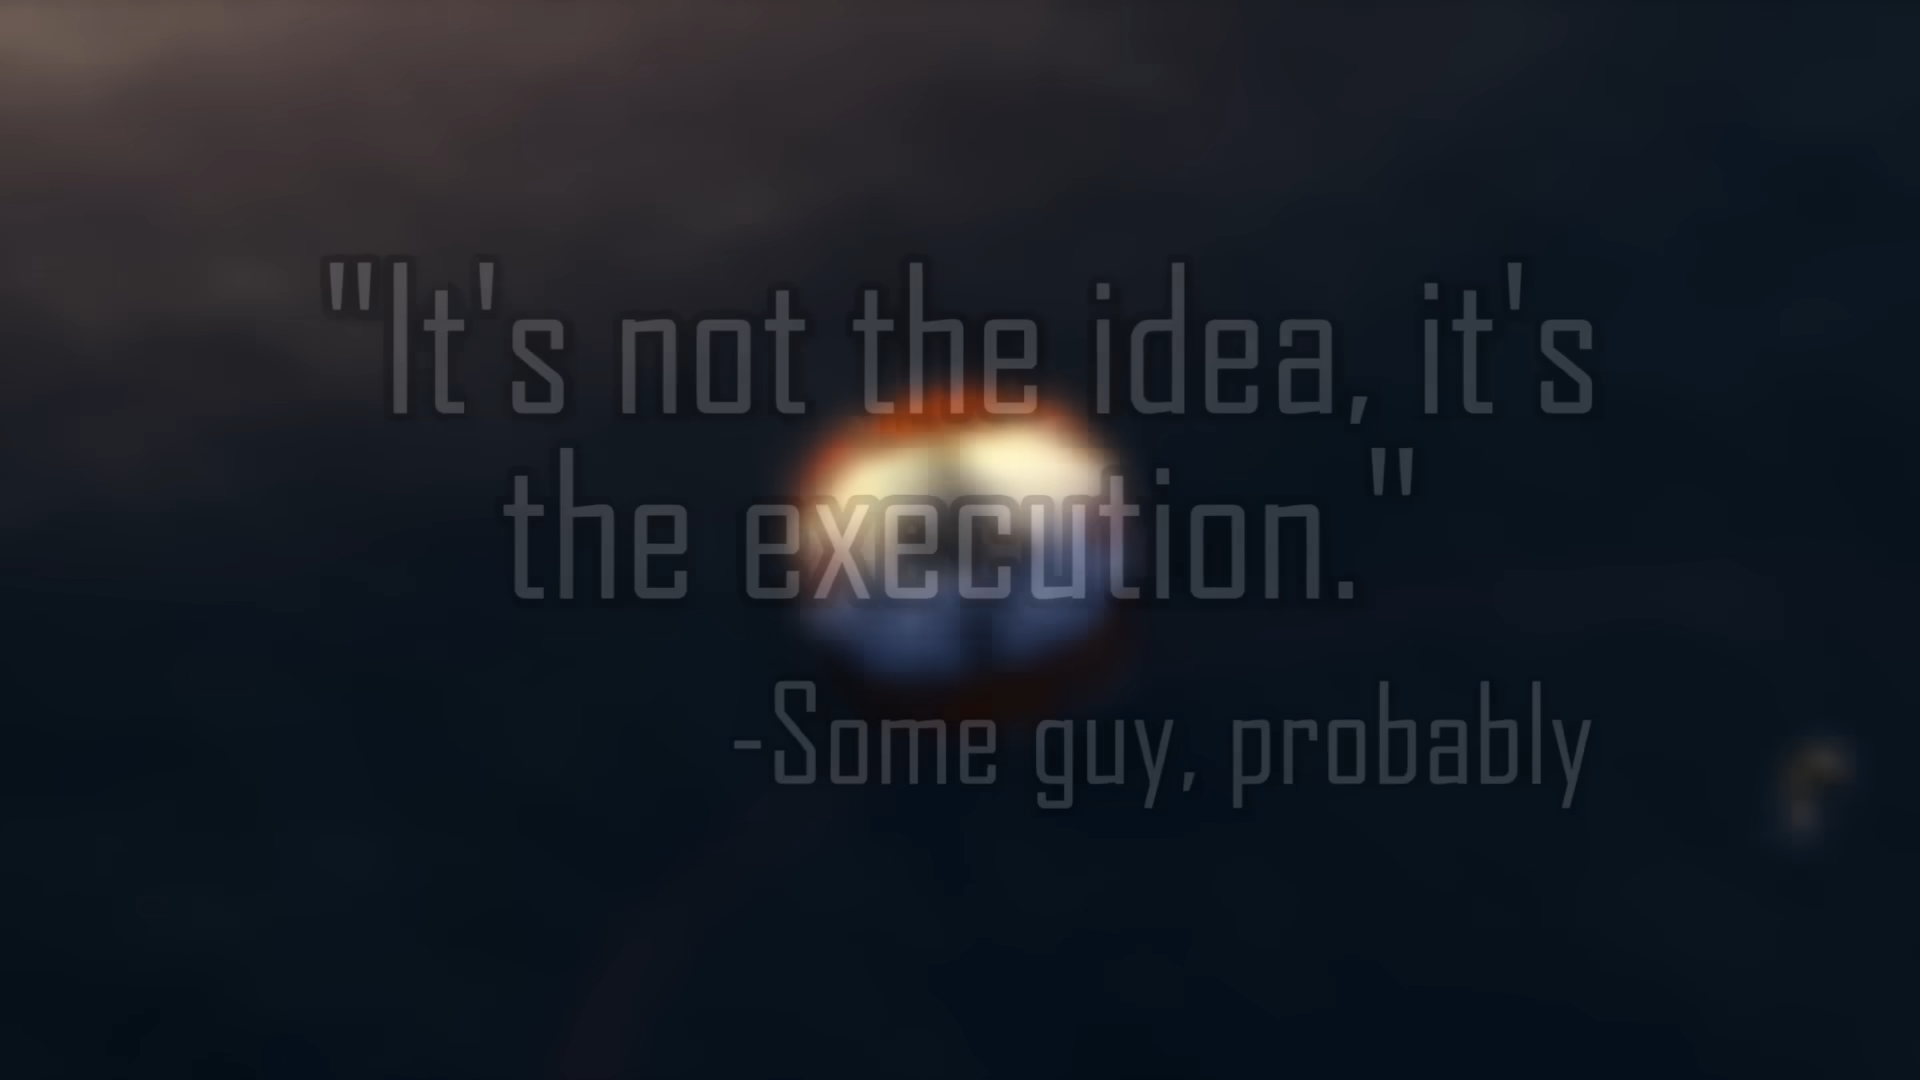 "It's not the idea, it's
the execution."
-Some guy, probably